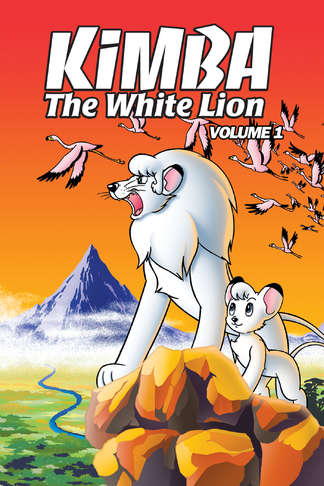 KiMBA
The White Lion
VOLUME 1